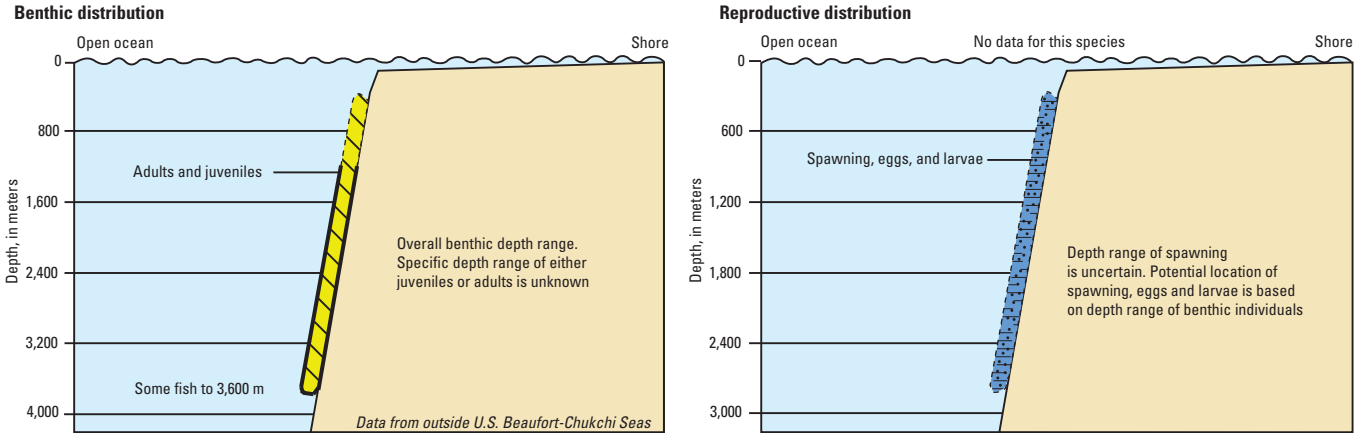 Benthic distribution
Open ocean
Shore
0
800
1,600
2,400
3,200
4,000
Depth, in meters
Adults and juveniles
Overall benthic depth range.
Specific depth range of either
juveniles or adults is unknown
Some fish to 3,600 m
Data from outside U.S. Beaufort-Chukchi Seas
Reproductive distribution
Open ocean
No data for this species
Shore
0
600
1,200
1,800
2,400
3,000
Depth, in meters
Spawning, eggs, and larvae
Depth range of spawning
is uncertain. Potential location of
spawning, eggs and larvae is based
on depth range of benthic individuals